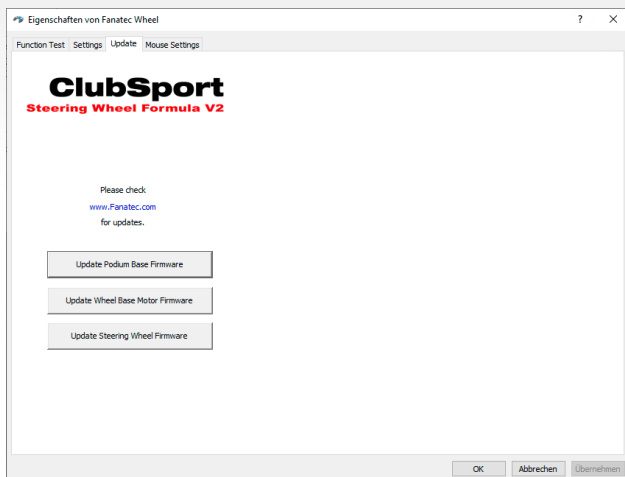 Eigenschaften von Fanatec Wheel
?
Function Test Settings Update Mouse Settings
ClubSport
Steering Wheel Formula V2
Please check
www.Fanatec.com
for updates.
Update Podium Base Firmware
Update Wheel Base Motor Firmware
Update Steering Wheel Firmware
OK Abbrechen Übernehmen